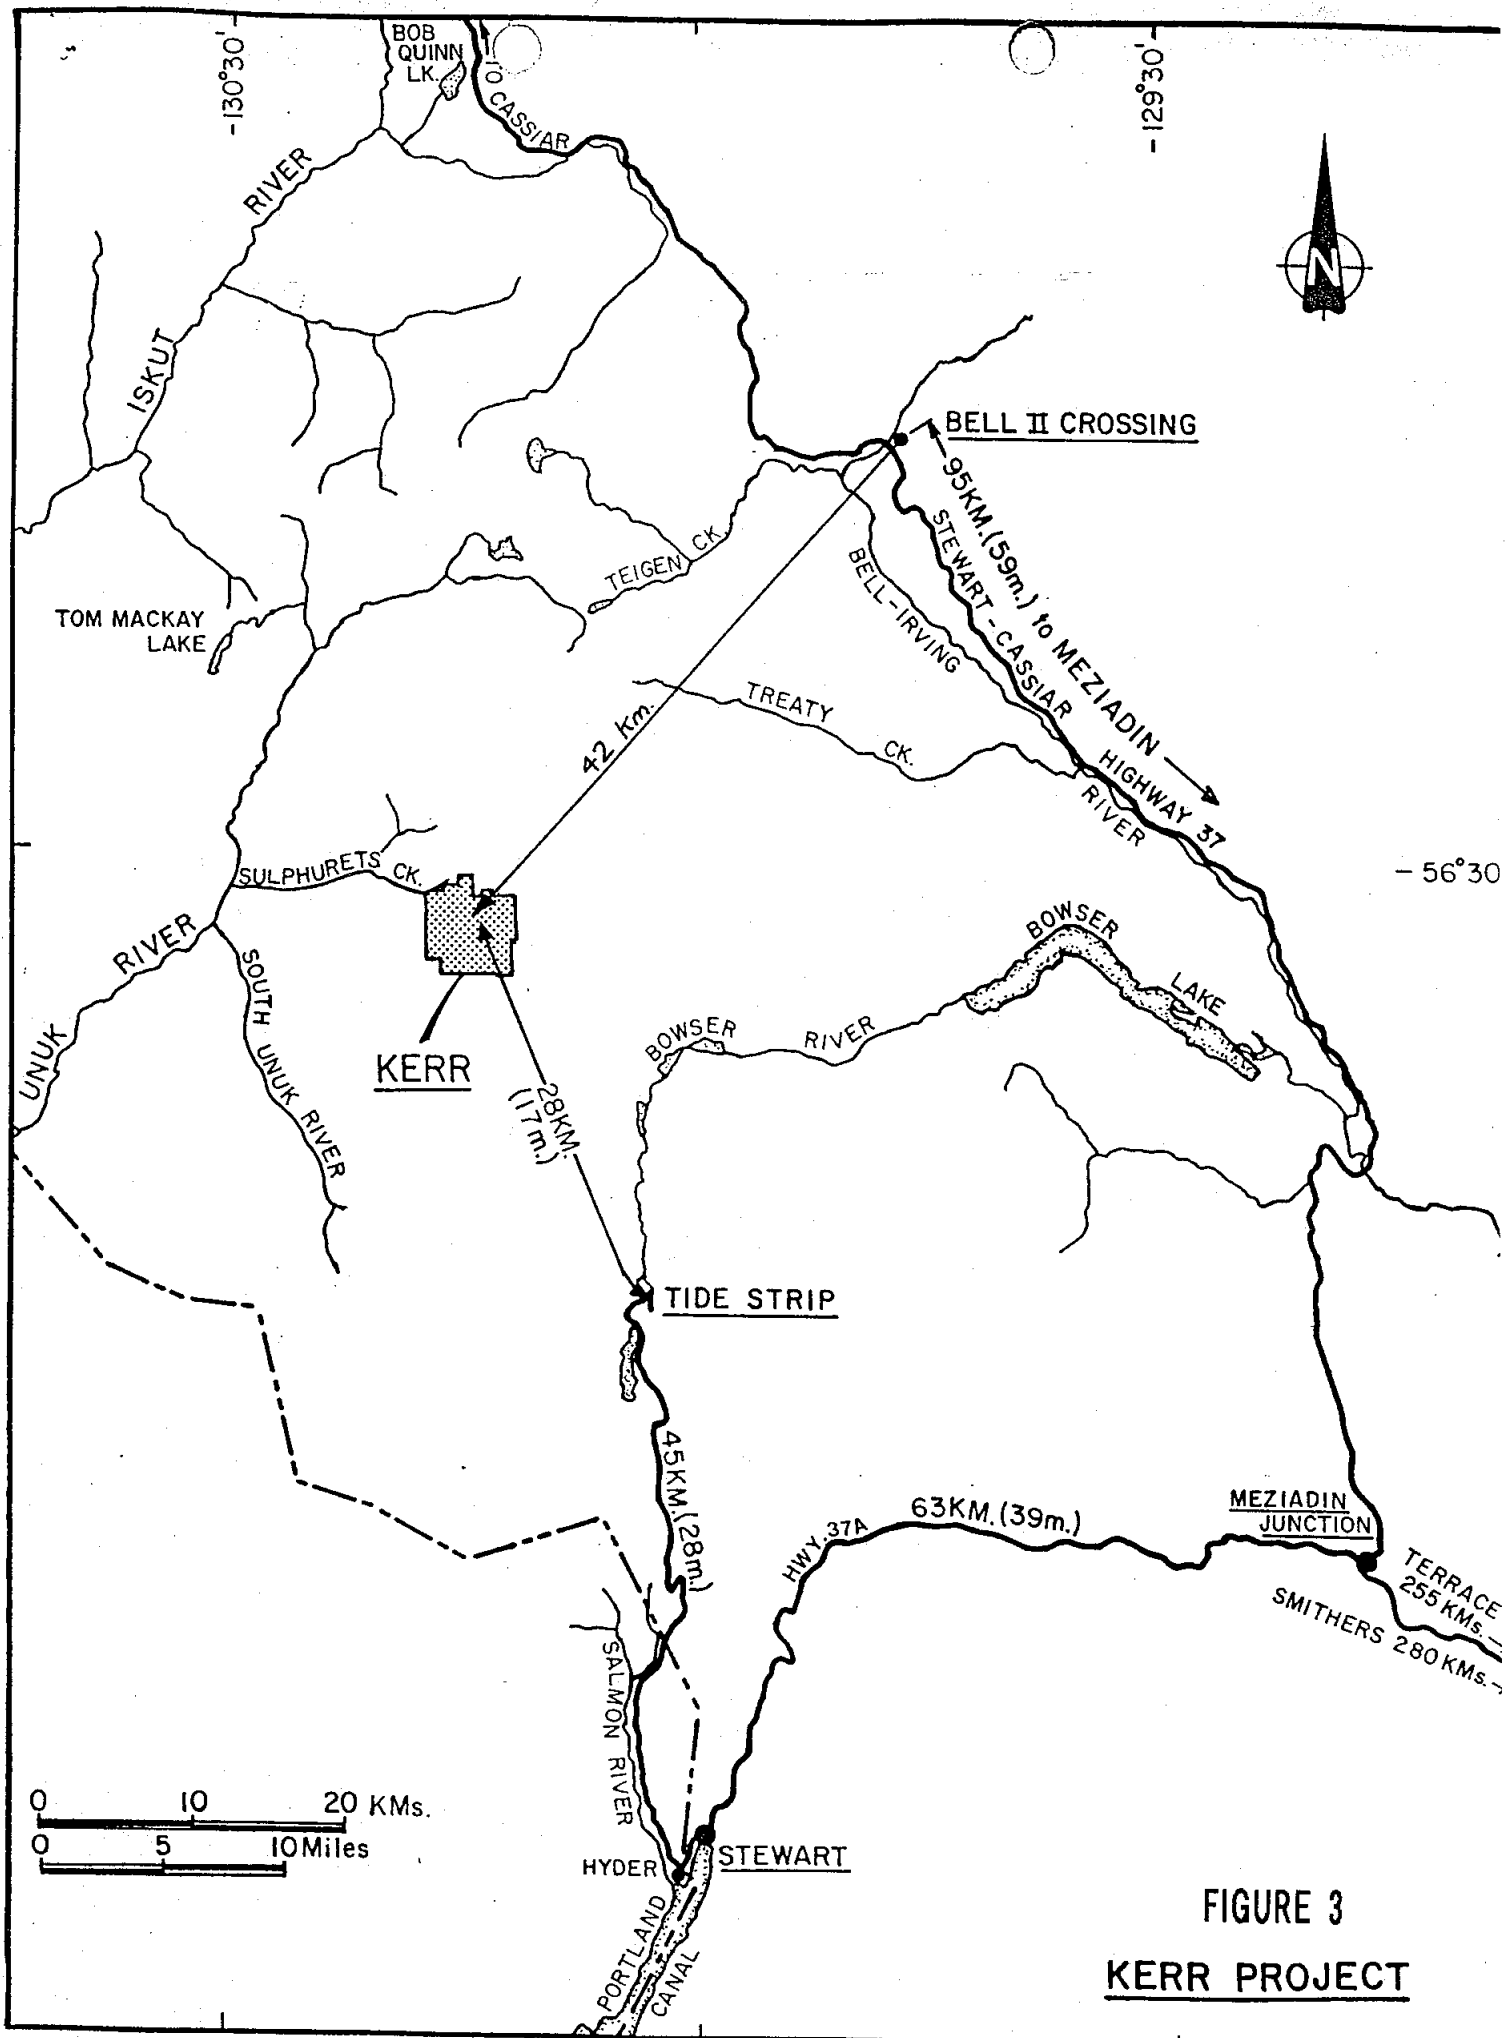 -130°30'
BOB
QUINN
LK.
TO CASSIAR
-129°30'
N
ISKUT RIVER
BELL II CROSSING
95KM.(59m.) to MEZIADIN
STEWART-CASSIAR HIGHWAY 37
BELL-IRVING RIVER
TEIGEN CK.
TOM MACKAY
LAKE
TREATY CK.
42 Km.
- 56°30
SULPHURETS CK.
UNUK RIVER
SOUTH UNUK RIVER
KERR
BOWSER LAKE
BOWSER RIVER
28KM.
(17m.)
TIDE STRIP
45KM.(28m.)
HWY. 37A
63KM.(39m.)
MEZIADIN
JUNCTION
TERRACE
255 KMs.
SMITHERS 280 KMs.
SALMON RIVER
0 10 20 KMs.
0 5 10 Miles
HYDER
STEWART
PORTLAND
CANAL
FIGURE 3
KERR PROJECT